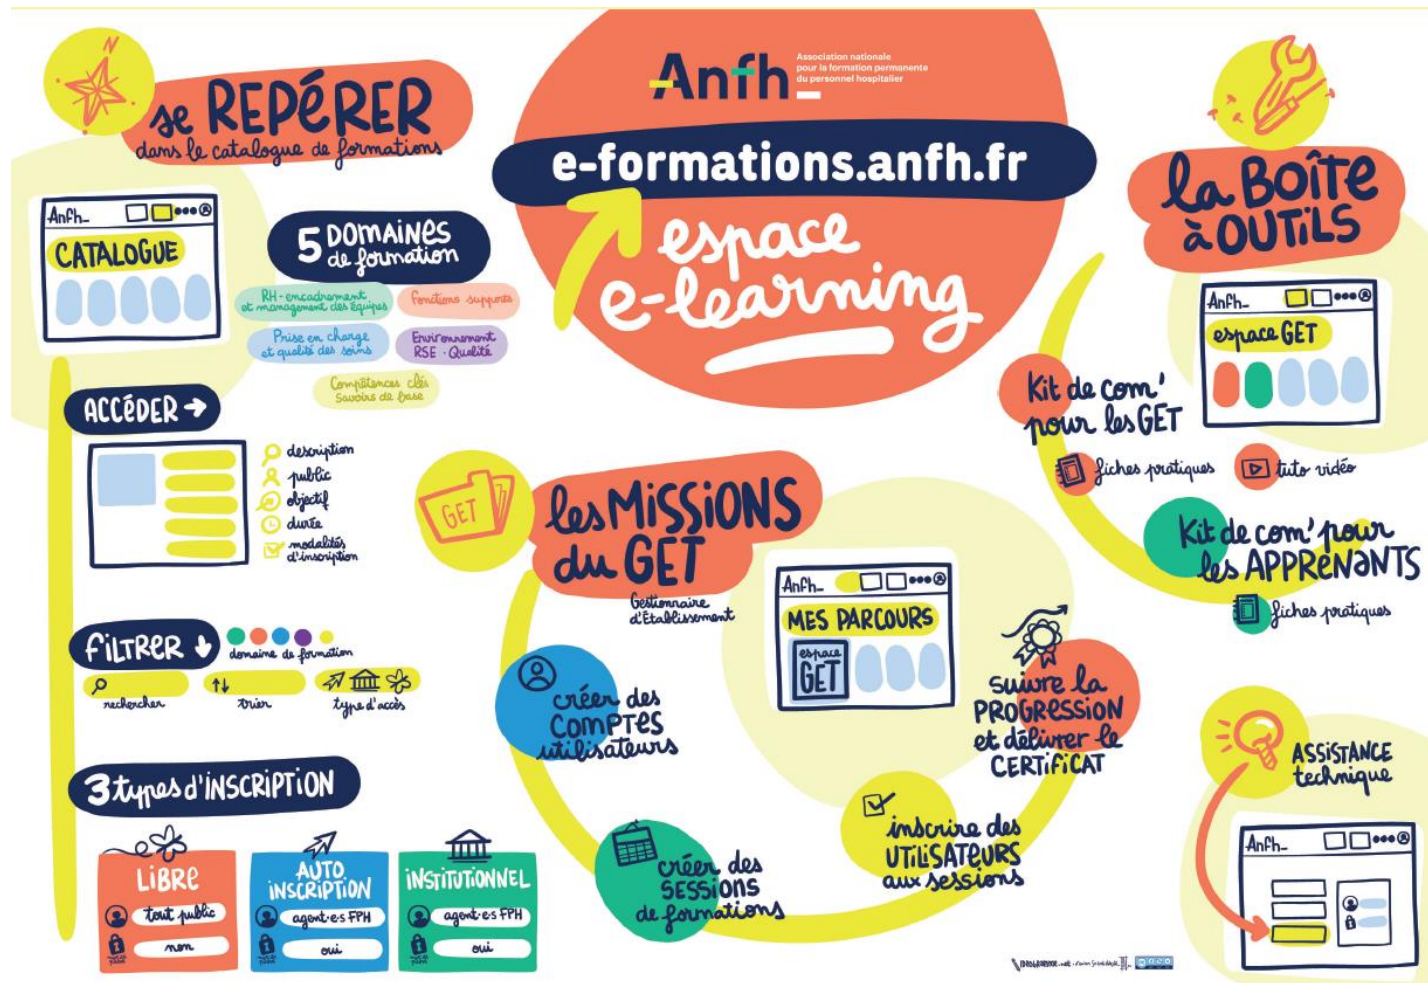 Anfh
Association nationale
pour la formation permanente
du personnel hospitalier
e-formations.anfh.fr
espace
e-learning
N
se REPÉRER
dans le catalogue de formations
Anfh_
CATALOGUE
5 DOMAINES
de formation
RH - encadrement
et management des équipes
Fonctions supports
Prise en charge
et qualité des soins
Environnement
RSE - Qualité
Compétences clés
Savoirs de base
ACCÉDER →
description
public
objectif
durée
modalités
d'inscription
FILTRER ↓
domaine de formation
rechercher
trier
type d'accès
3 types d'INSCRIPTION
LIBRE
tout public
non
AUTO
INSCRIPTION
agent·e·s FPH
oui
INSTITUTIONNEL
agent·e·s FPH
oui
GET
les MISSIONS
du GET
Gestionnaire
d'Établissement
Anfh_
MES PARCOURS
espace
GET
créer des
COMPTES
utilisateurs
créer des
SESSIONS
de formations
inscrire des
UTILISATEURS
aux sessions
suivre la
PROGRESSION
et délivrer le
CERTIFICAT
la BOÎTE
à OUTILS
Anfh_
espace GET
Kit de com'
pour les GET
fiches pratiques
tuto vidéo
Kit de com' pour
les APPRENANTS
fiches pratiques
ASSISTANCE
technique
Anfh_